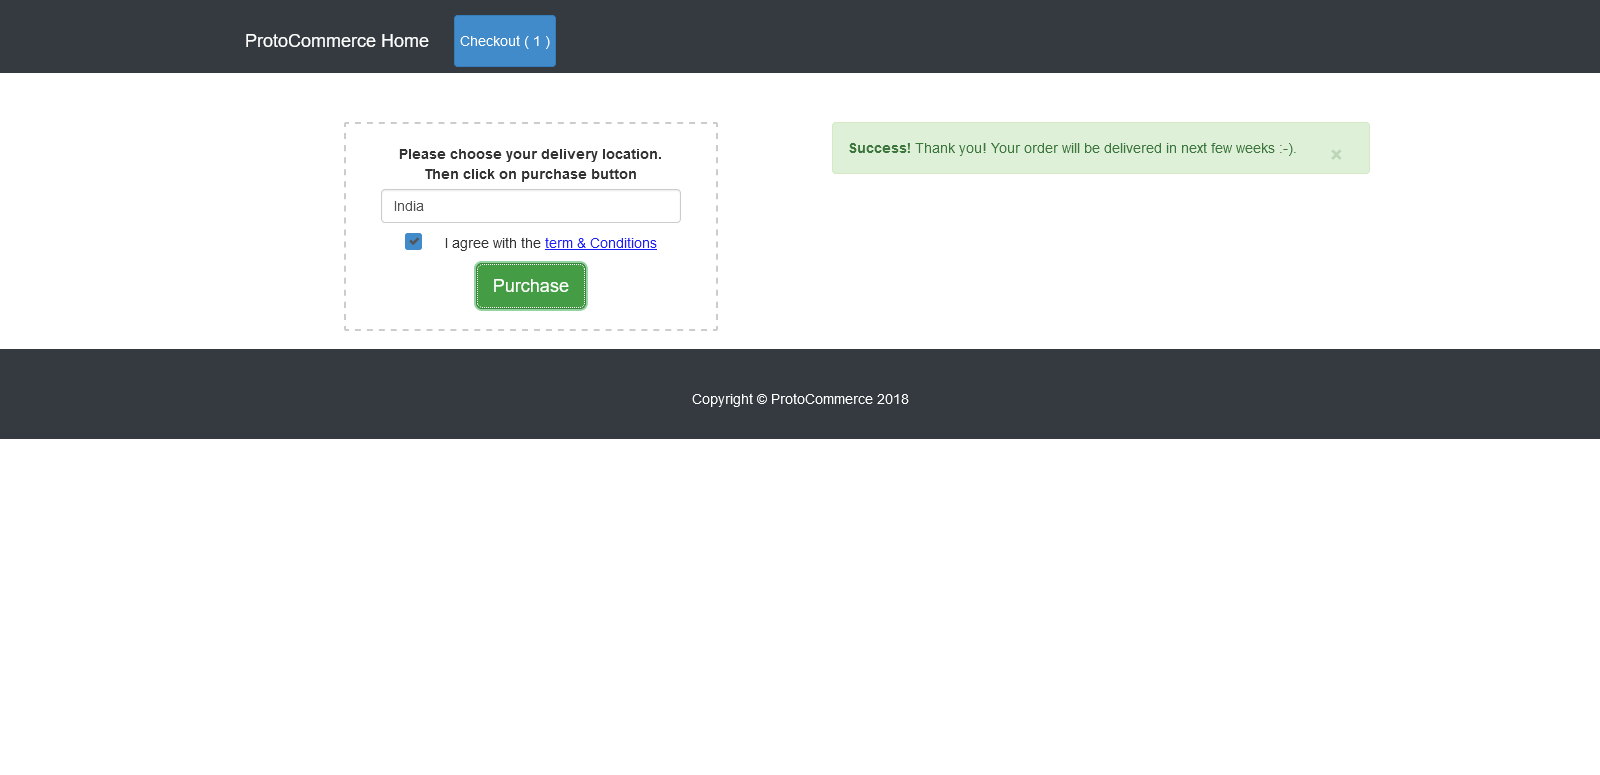 ProtoCommerce Home
Checkout ( 1 )
Please choose your delivery location.
Then click on purchase button
India
I agree with the term & Conditions
Purchase
Success! Thank you! Your order will be delivered in next few weeks :-).
×
Copyright © ProtoCommerce 2018